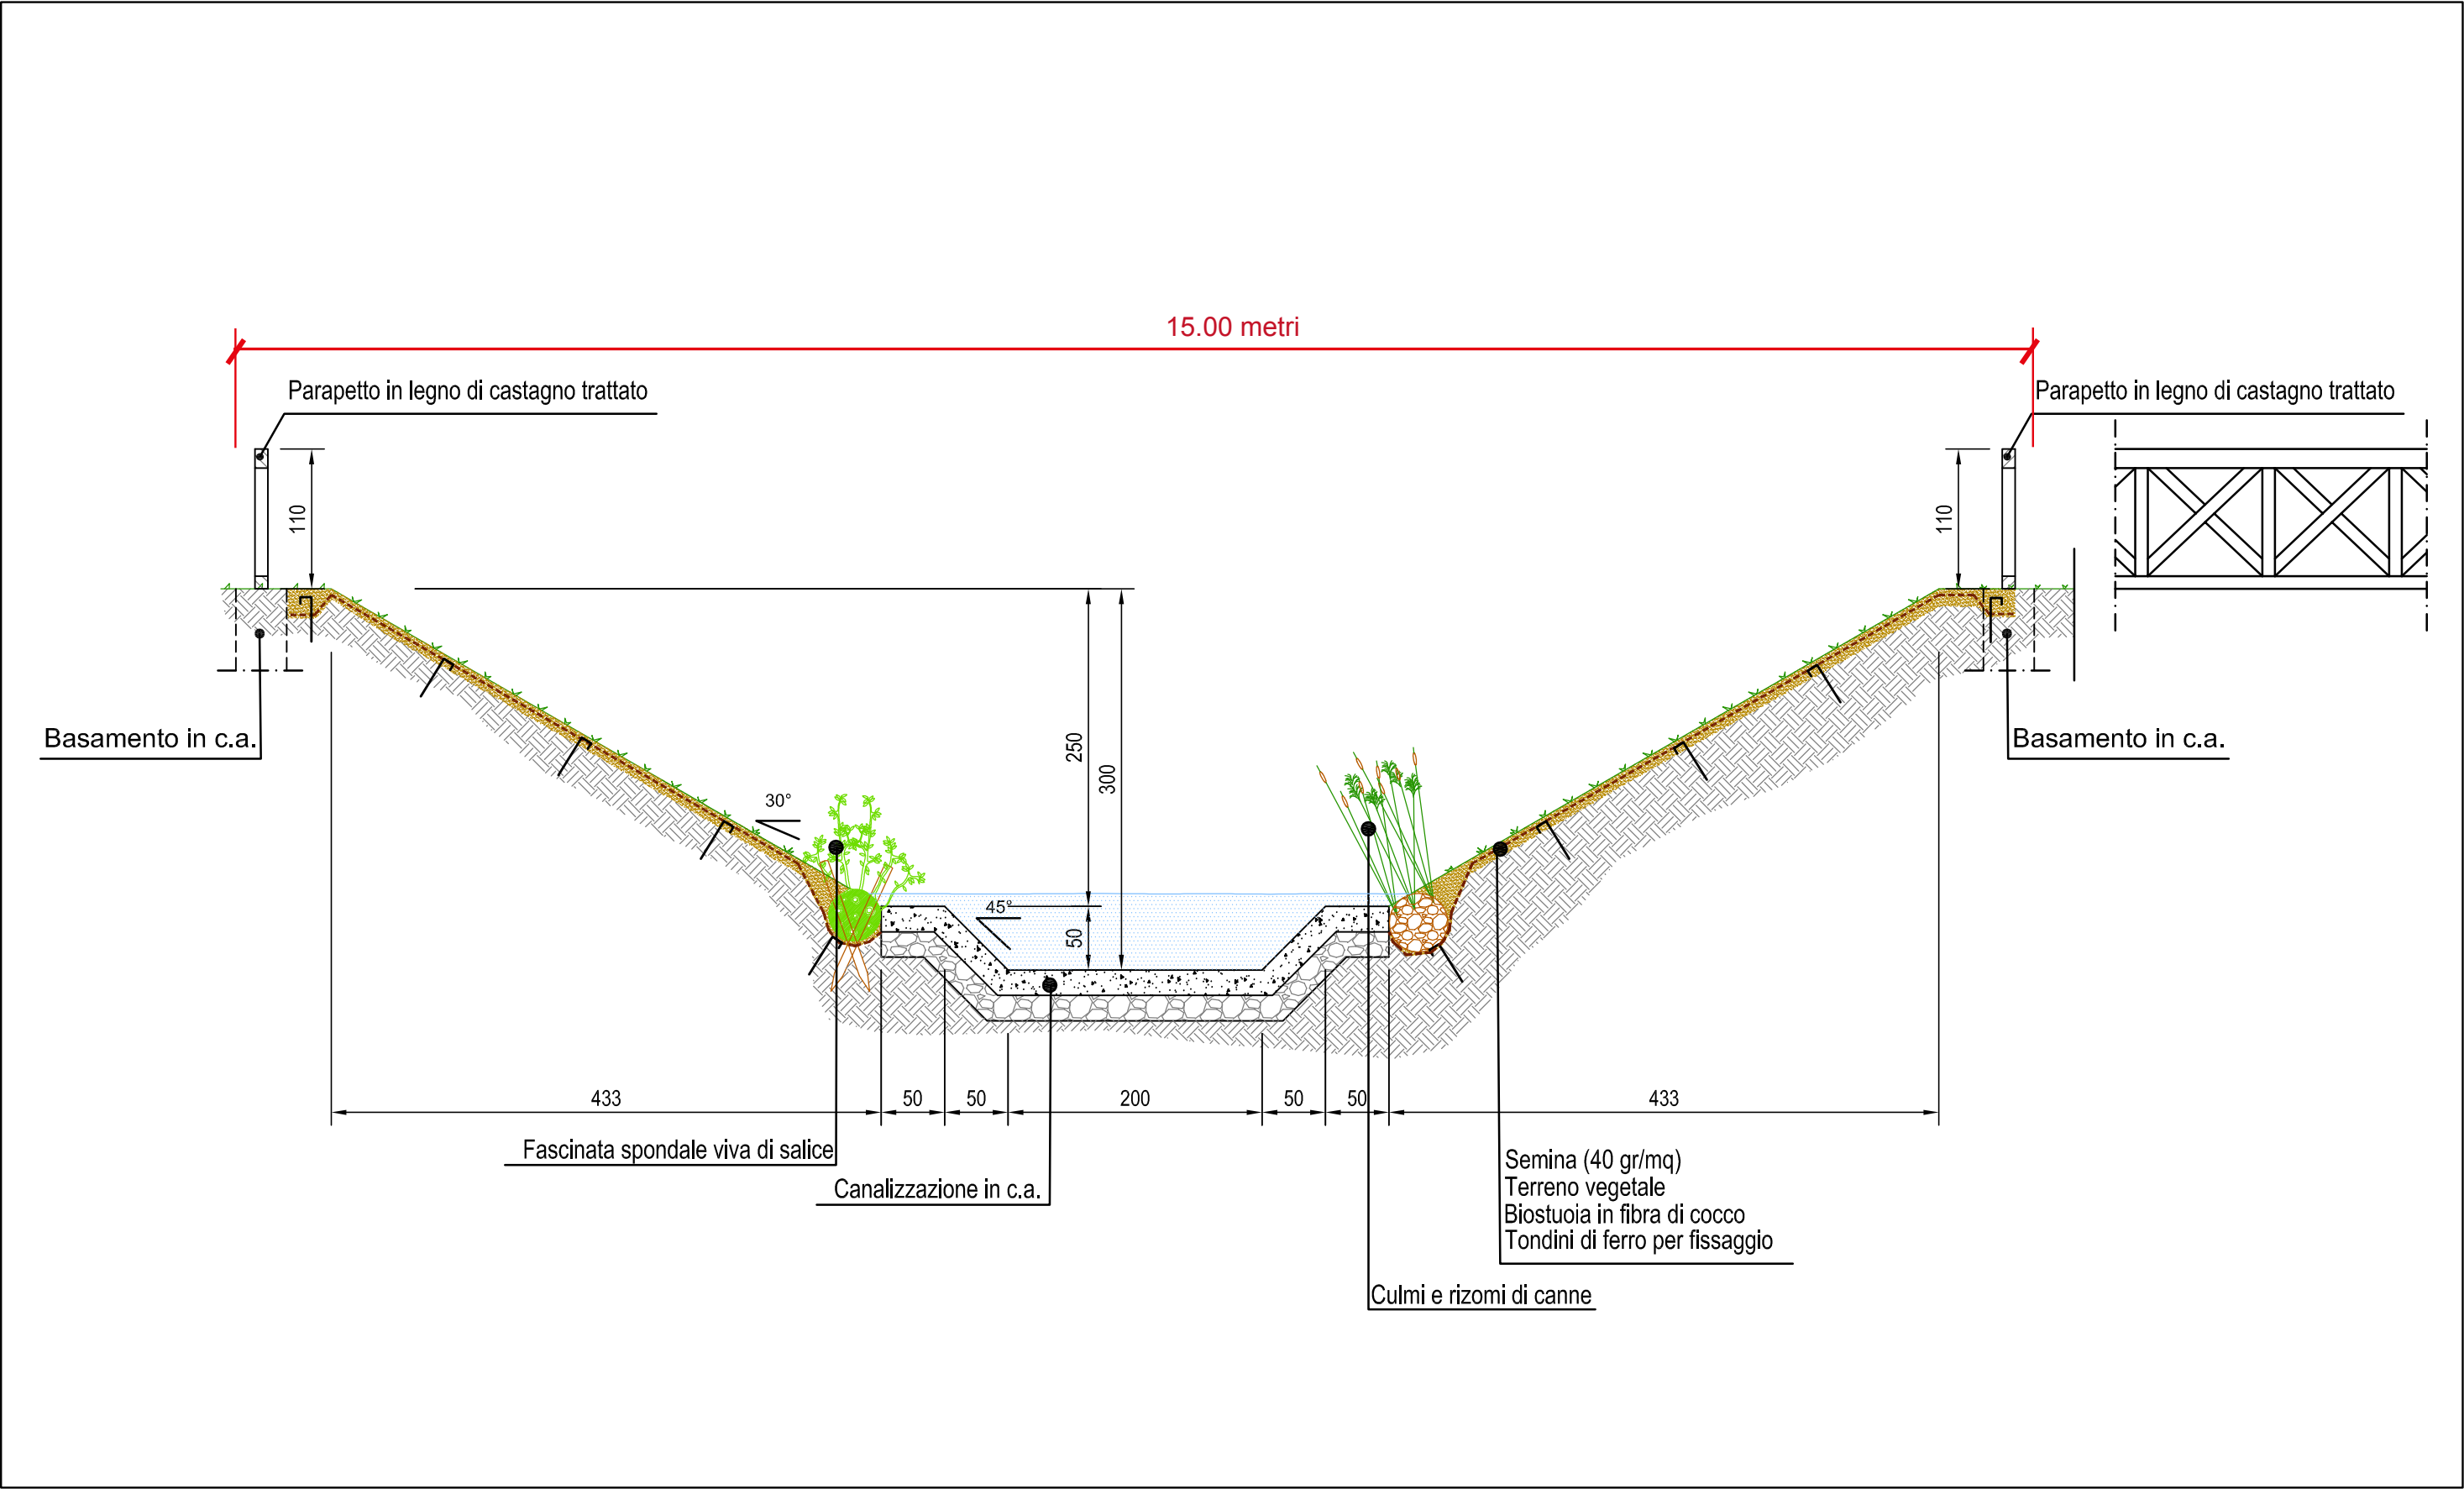 15.00 metri
Parapetto in legno di castagno trattato
Parapetto in legno di castagno trattato
110
110
Basamento in c.a.
Basamento in c.a.
250
300
30°
45°
50
433
50
50
200
50
50
433
Fascinata spondale viva di salice
Canalizzazione in c.a.
Semina (40 gr/mq)
Terreno vegetale
Biostuoia in fibra di cocco
Tondini di ferro per fissaggio
Culmi e rizomi di canne